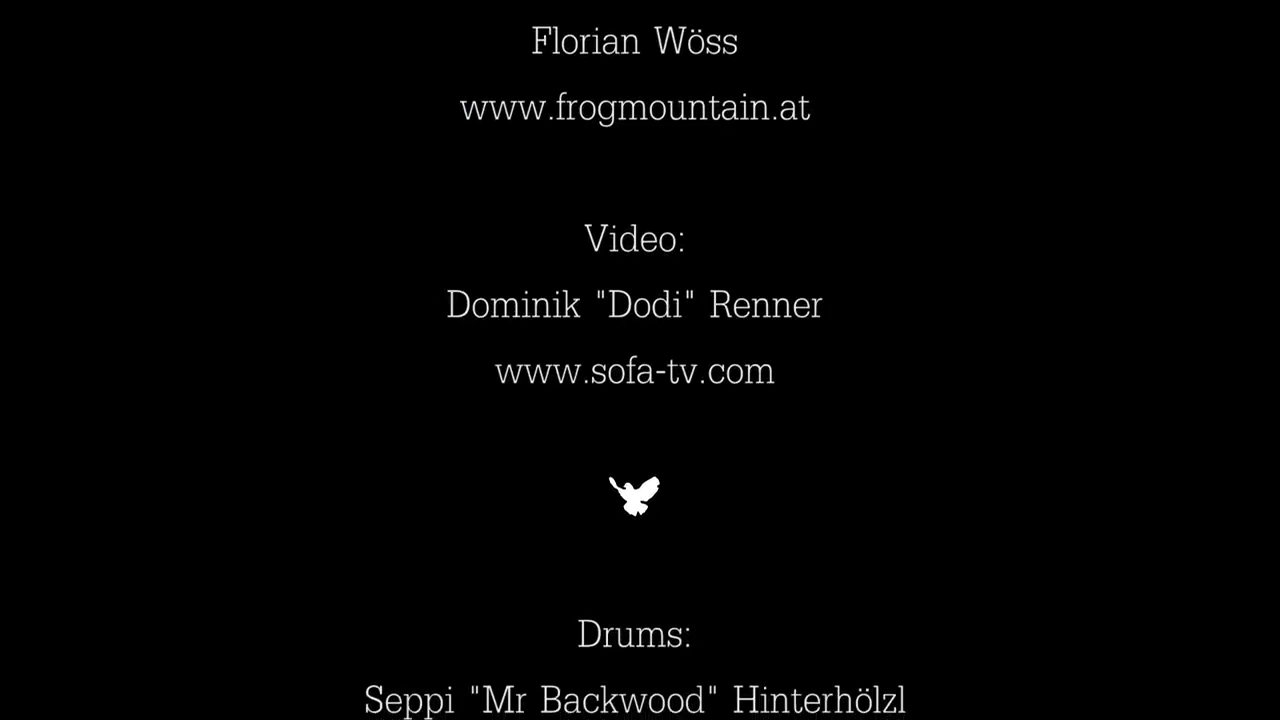 Florian Wöss
www.frogmountain.at
Video:
Dominik "Dodi" Renner
www.sofa-tv.com
Drums:
Seppi "Mr Backwood" Hinterhölzl